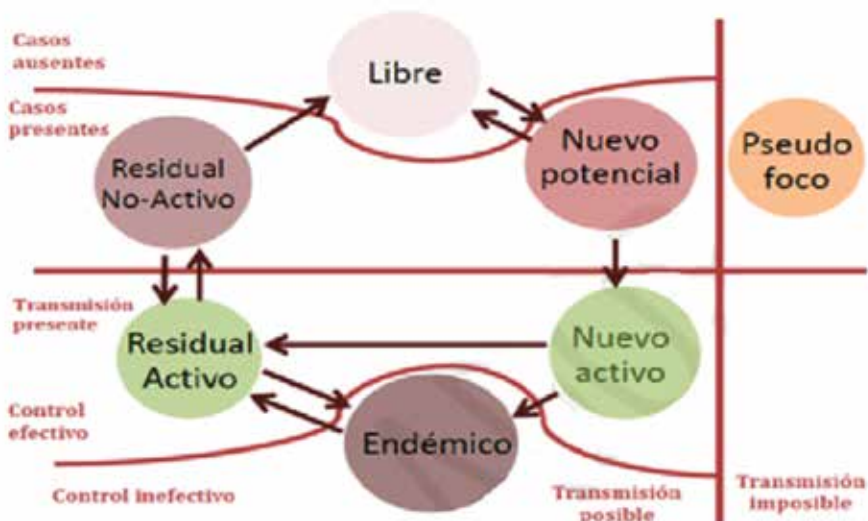 Casos
ausentes
Casos
presentes
Libre
Residual
No-Activo
Nuevo
potencial
Pseudo
foco
Transmisión
presente
Residual
Activo
Nuevo
activo
Control
efectivo
Endémico
Control inefectivo
Transmisión
posible
Transmisión
imposible